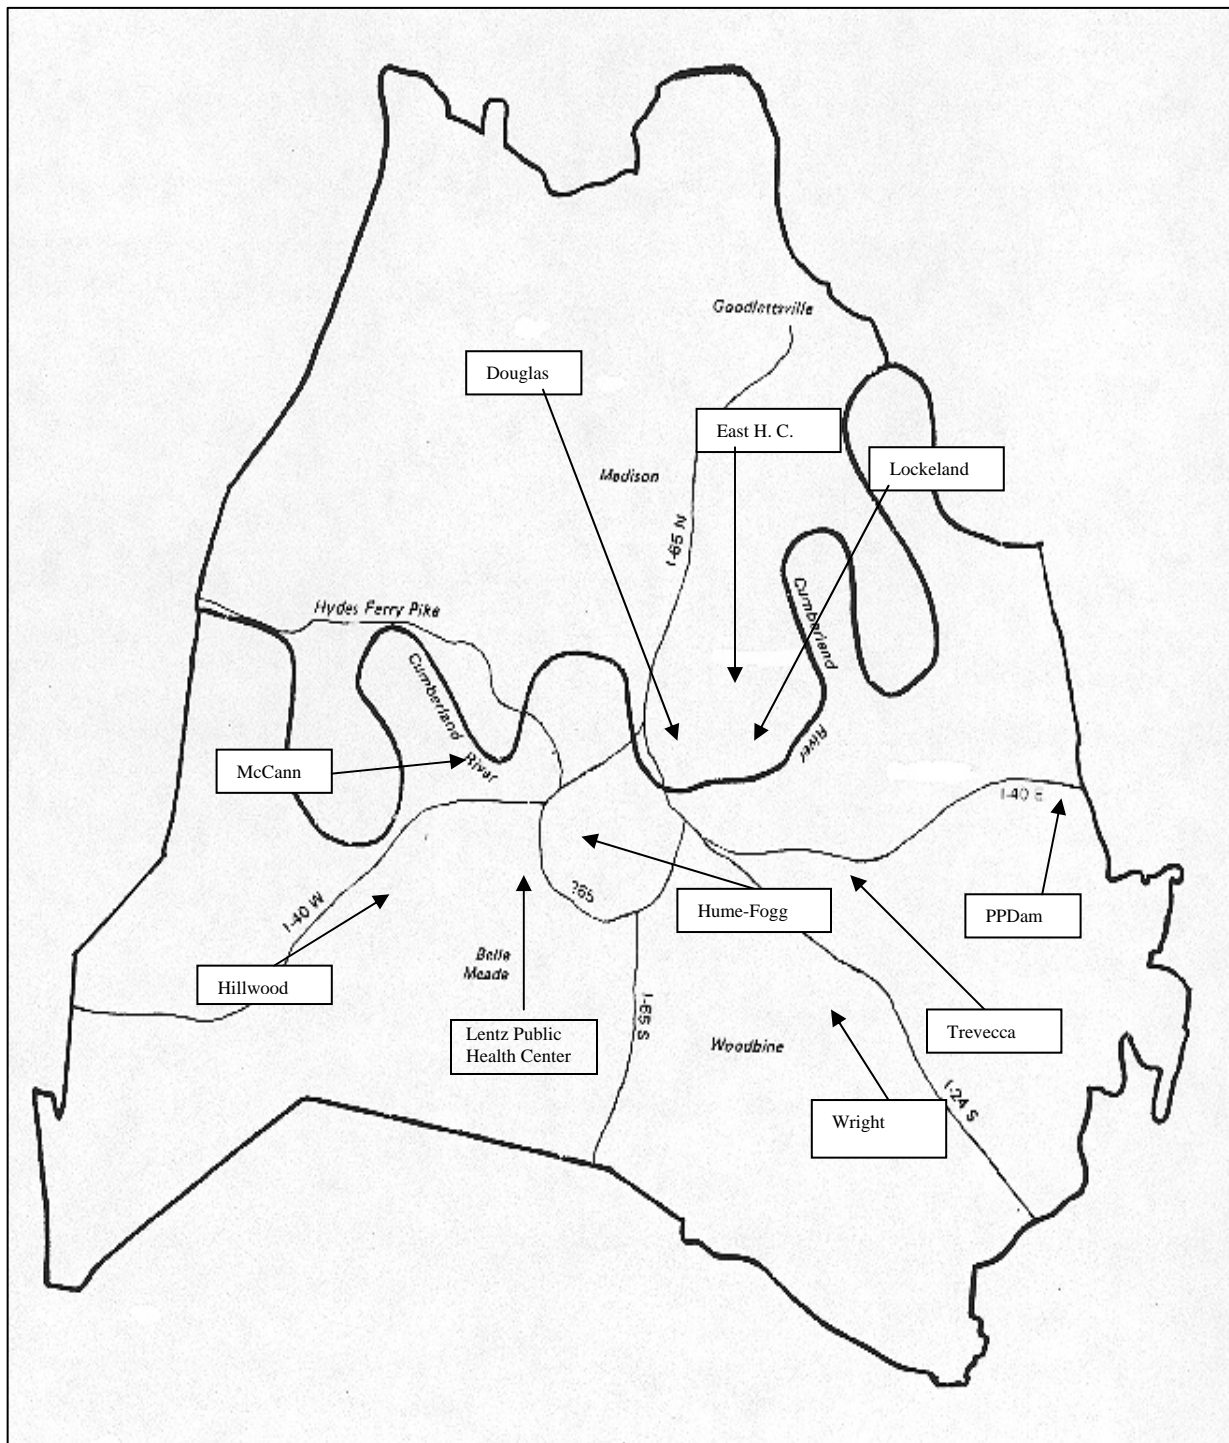 Goodlettsville
Douglas
East H. C.
Lockeland
Madison
I-65 N
Cumberland
River
Hydes Ferry Pike
Cumberland
River
McCann
I-40 E
I-40 W
?65
Hume-Fogg
PPDam
Belle
Meade
Hillwood
I-65 S
Lentz Public
Health Center
Woodbine
Trevecca
I-24 S
Wright